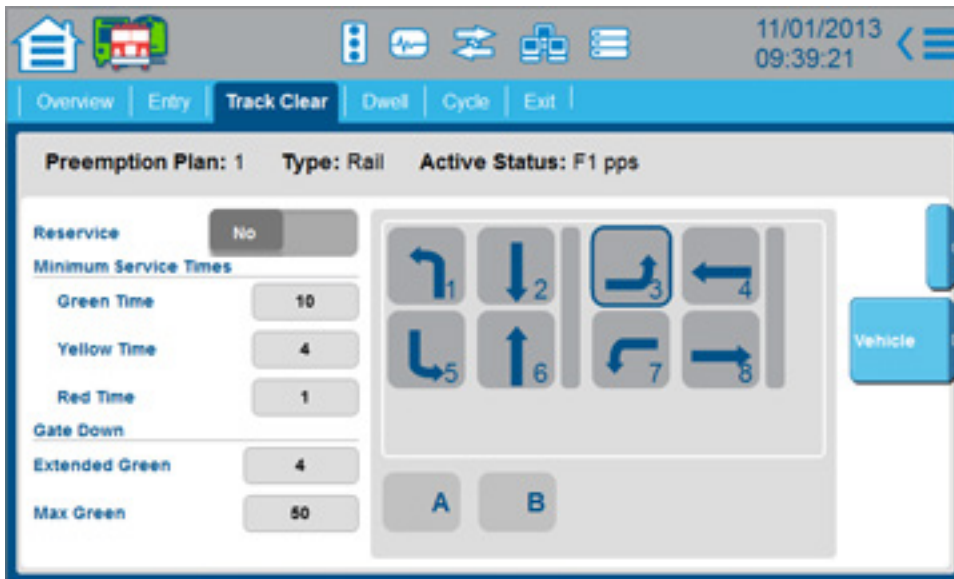 11/01/2013
09:39:21
Overview Entry Track Clear Dwell Cycle Exit
Preemption Plan: 1 Type: Rail Active Status: F1 pps
Reservice No
Minimum Service Times
Green Time 10
Yellow Time 4
Red Time 1
Gate Down
Extended Green 4
Max Green 50
1 2 3 4
5 6 7 8
A B
Vehicle